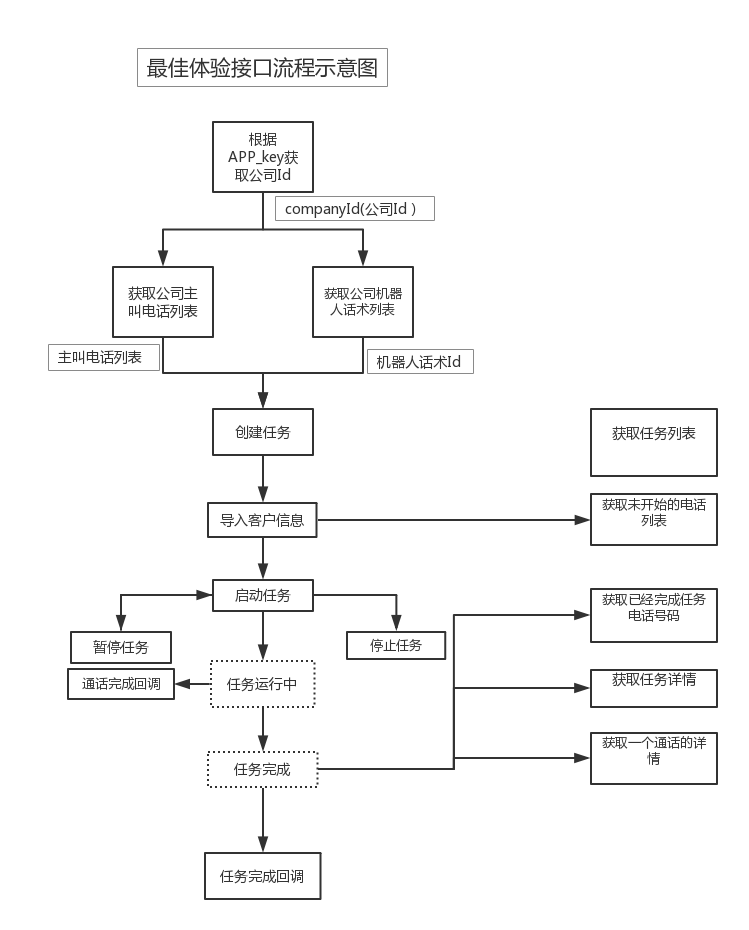 最佳体验接口流程示意图
根据
APP_key获
取公司Id
companyId(公司Id )
获取公司主
叫电话列表
获取公司机器
人话术列表
主叫电话列表
机器人话术Id
创建任务
获取任务列表
导入客户信息
获取未开始的电话
列表
启动任务
获取已经完成任务
电话号码
暂停任务
停止任务
通话完成回调
任务运行中
获取任务详情
任务完成
获取一个通话的详
情
任务完成回调